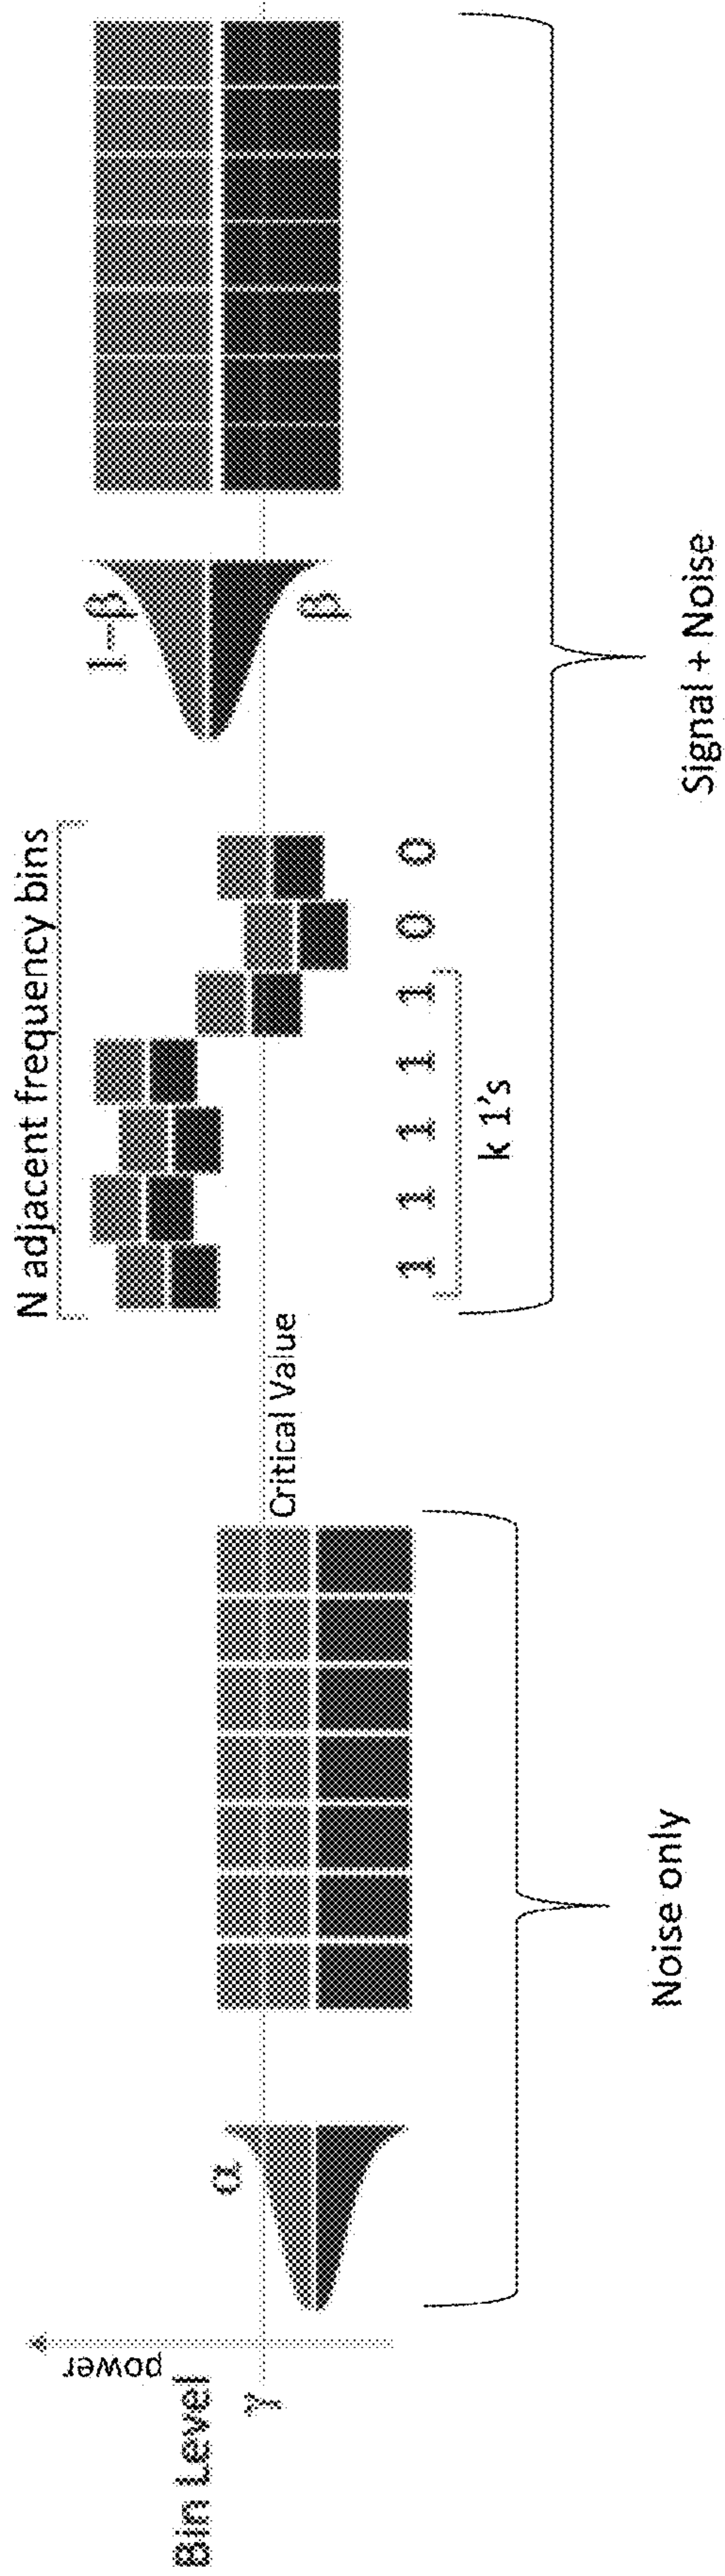 Bin Level
power
γ
α
Noise only
Critical Value
N adjacent frequency bins
1 1 1 1 1 0 0
k 1's
1−β
β
Signal + Noise